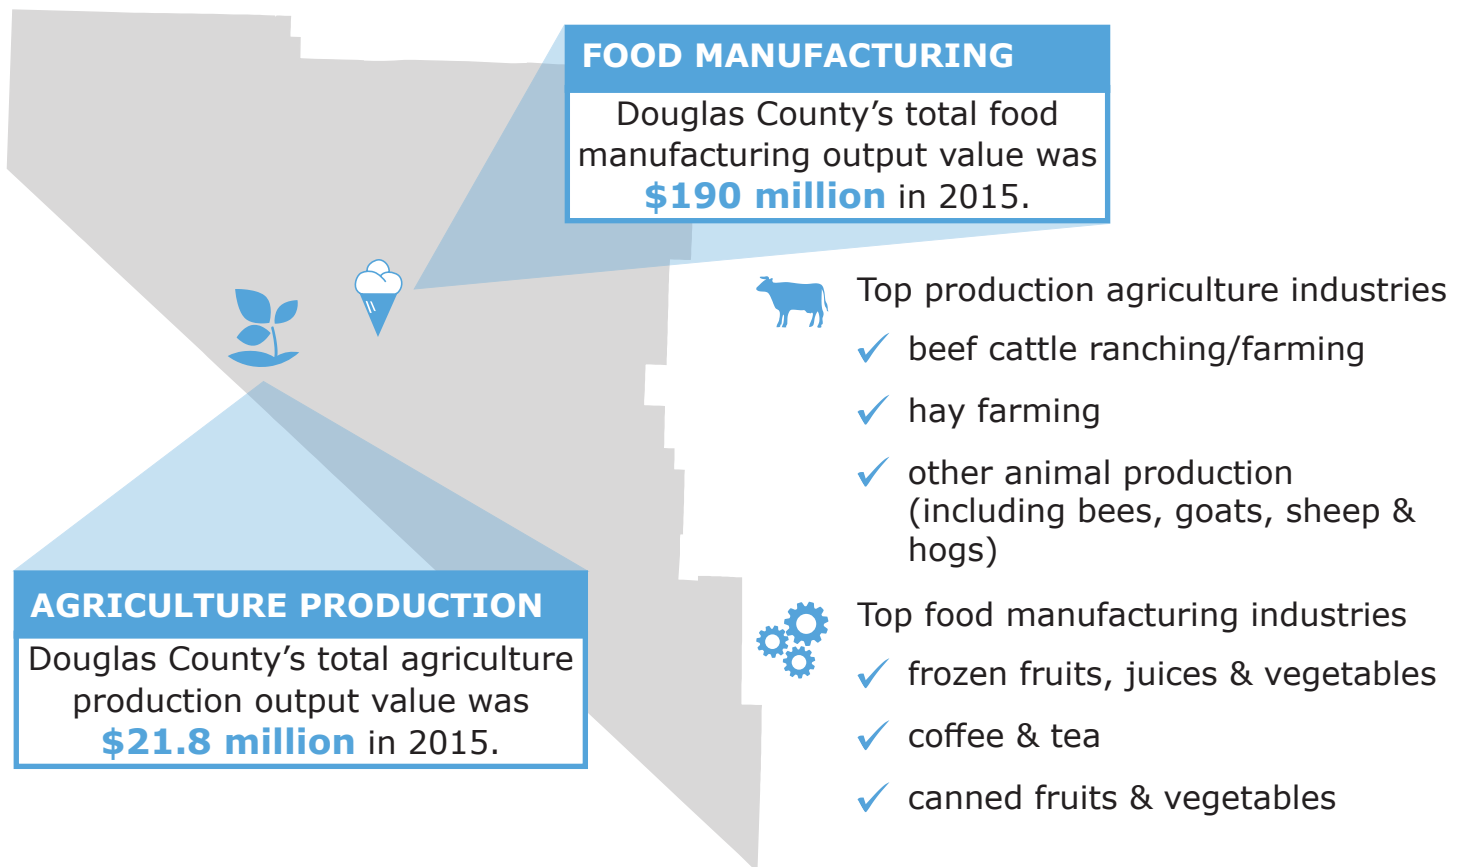 FOOD MANUFACTURING
Douglas County’s total food
manufacturing output value was
$190 million in 2015.
Top production agriculture industries
beef cattle ranching/farming
hay farming
other animal production
(including bees, goats, sheep &
hogs)
AGRICULTURE PRODUCTION
Douglas County’s total agriculture
production output value was
$21.8 million in 2015.
Top food manufacturing industries
frozen fruits, juices & vegetables
coffee & tea
canned fruits & vegetables